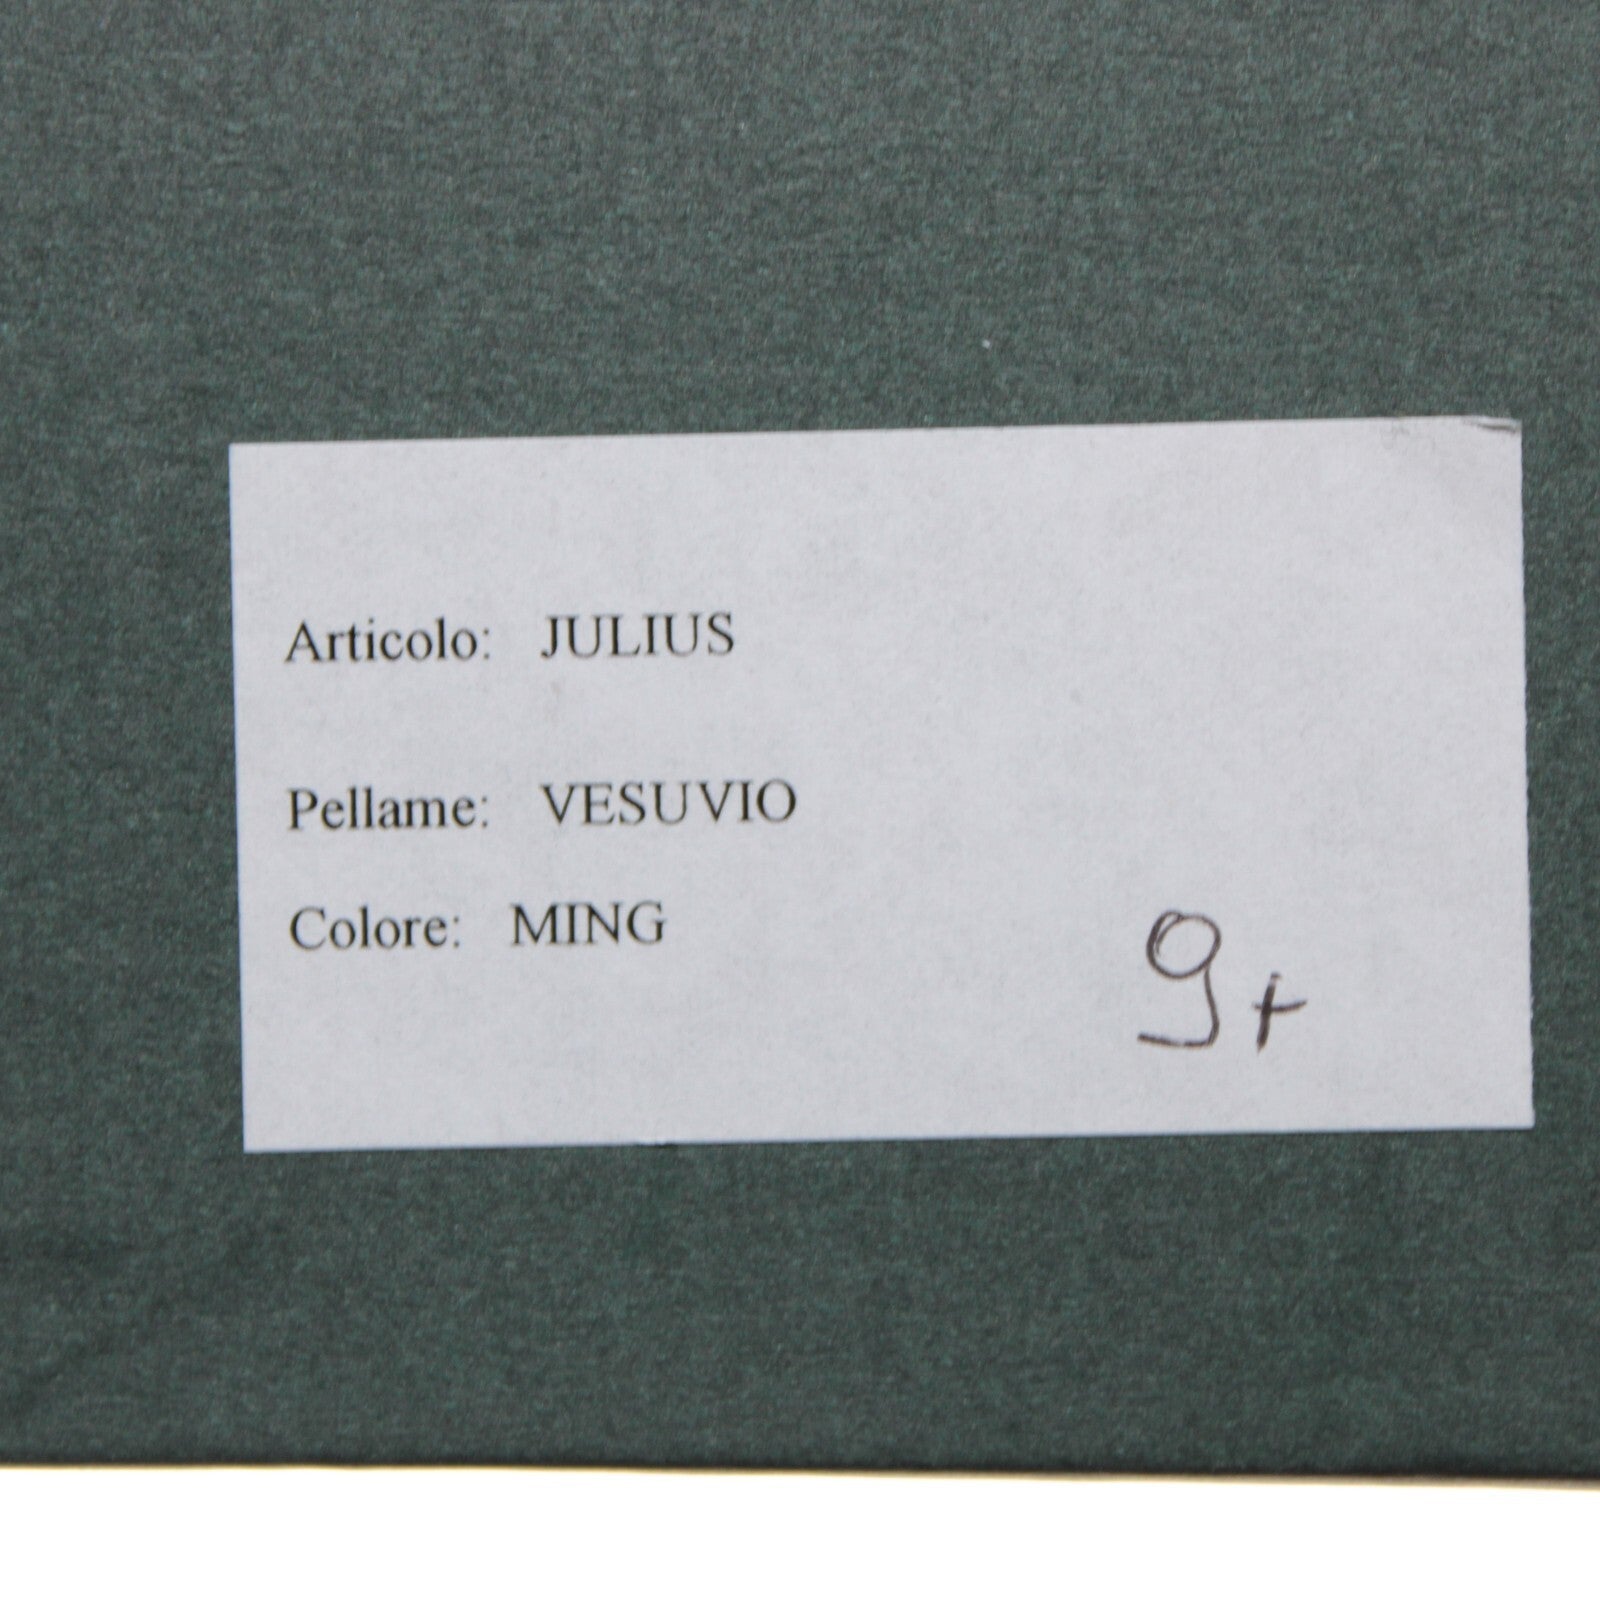 Articolo: JULIUS
Pellame: VESUVIO
Colore: MING
9+